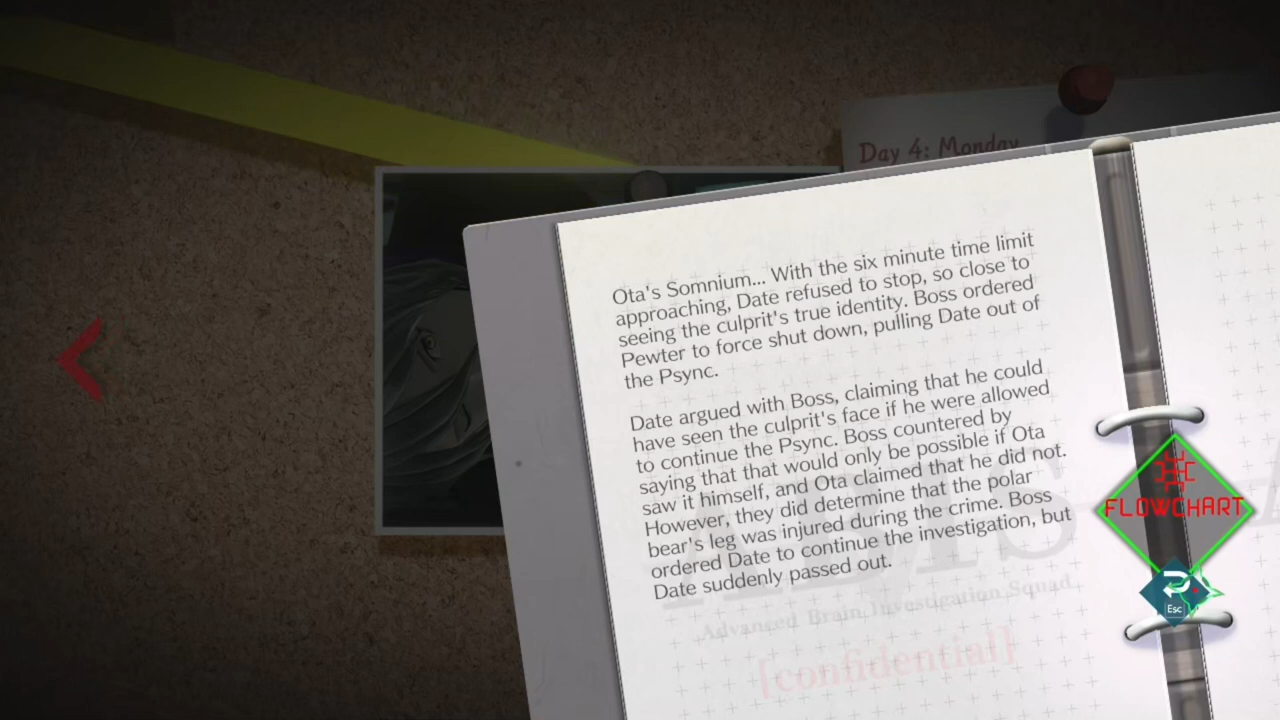 Day 4: Monday
Ota's Somnium... With the six minute time limit
approaching, Date refused to stop, so close to
seeing the culprit's true identity. Boss ordered
Pewter to force shut down, pulling Date out of
the Psync.
Date argued with Boss, claiming that he could
have seen the culprit's face if he were allowed
to continue the Psync. Boss countered by
saying that that would only be possible if Ota
saw it himself, and Ota claimed that he did not.
However, they did determine that the polar
bear's leg was injured during the crime. Boss
ordered Date to continue the investigation, but
Date suddenly passed out.
ABIS
Advanced Brain Investigation Squad
[confidential]
FLOWCHART
Esc